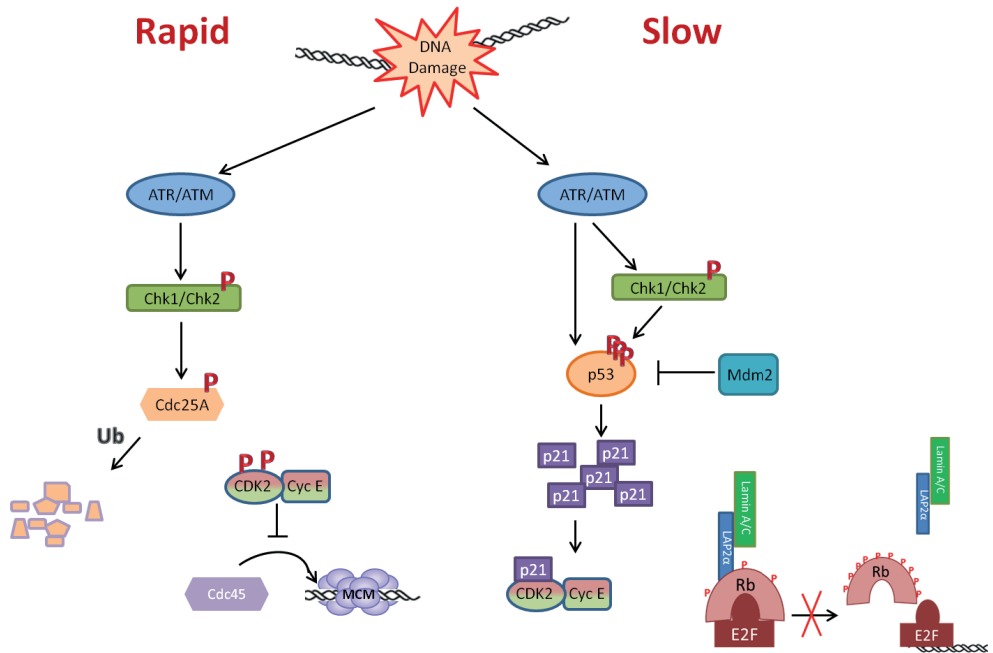 Rapid
Slow
DNA
Damage
ATR/ATM
ATR/ATM
P
Chk1/Chk2
P
Chk1/Chk2
P
Cdc25A
P
P
P
p53
Mdm2
Ub
P P
CDK2
Cyc E
p21
p21
p21
p21
p21
Lamin A/C
LAP2α
Lamin A/C
LAP2α
Cdc45
MCM
p21
CDK2
Cyc E
P
P
P
Rb
E2F
P
P
P
P
P
P
P
P
P
Rb
E2F